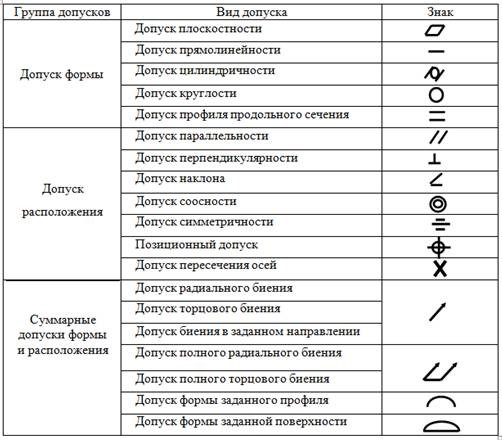 Группа допусков Вид допуска Знак
Допуск формы
Допуск плоскостности
Допуск прямолинейности
Допуск цилиндричности
Допуск круглости
Допуск профиля продольного сечения
Допуск
расположения
Допуск параллельности
Допуск перпендикулярности
Допуск наклона
Допуск соосности
Допуск симметричности
Позиционный допуск
Допуск пересечения осей
Суммарные
допуски формы
и расположения
Допуск радиального биения
Допуск торцового биения
Допуск биения в заданном направлении
Допуск полного радиального биения
Допуск полного торцового биения
Допуск формы заданного профиля
Допуск формы заданной поверхности